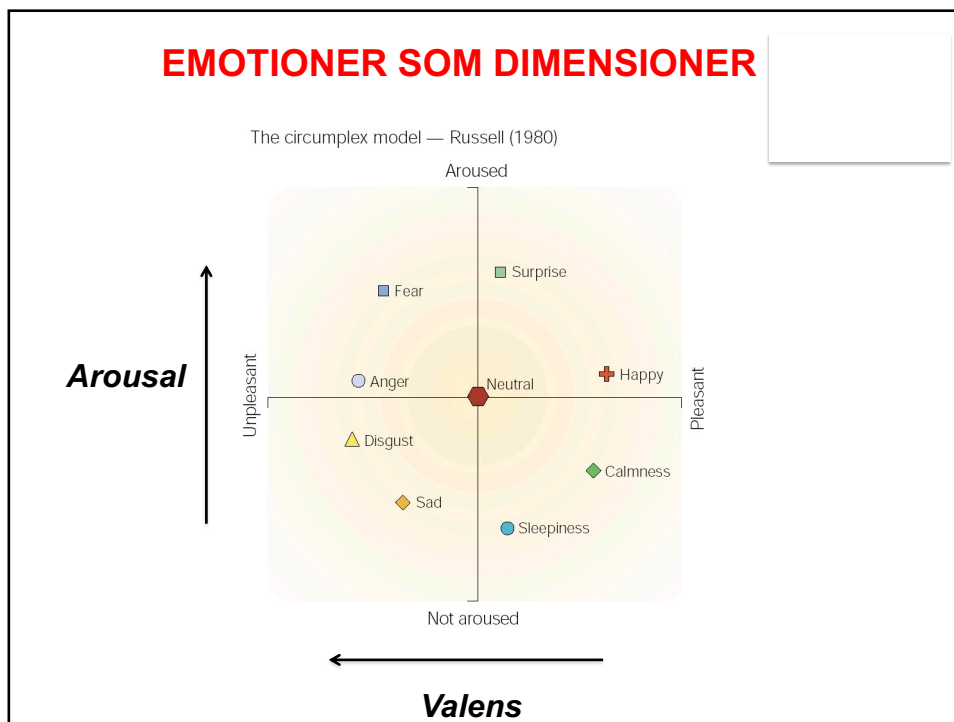 EMOTIONER SOM DIMENSIONER
The circumplex model — Russell (1980)
Aroused
Surprise
Fear
Arousal
Unpleasant
Anger
Neutral
Happy
Pleasant
Disgust
Calmness
Sad
Sleepiness
Not aroused
Valens